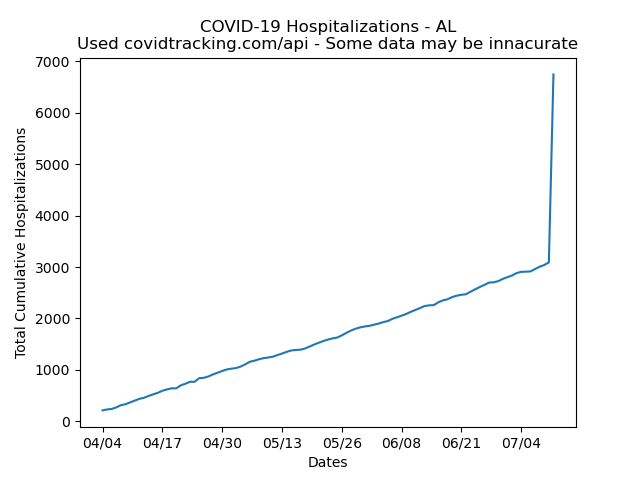 COVID-19 Hospitalizations - AL
Used covidtracking.com/api - Some data may be innacurate
Total Cumulative Hospitalizations
7000
6000
5000
4000
3000
2000
1000
0
04/04 04/17 04/30 05/13 05/26 06/08 06/21 07/04
Dates